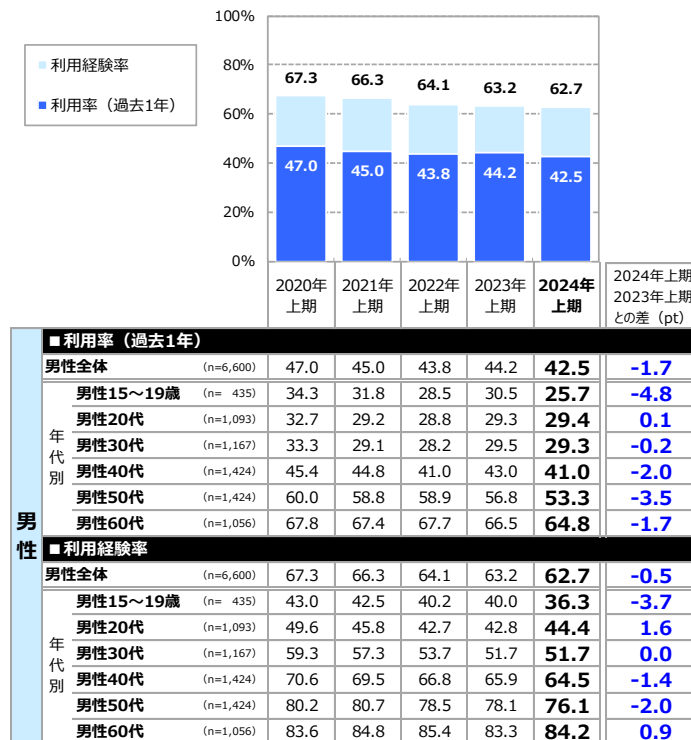 100%
80%
60%
40%
20%
0%
利用経験率
利用率（過去1年）
67.3 66.3 64.1 63.2 62.7
47.0 45.0 43.8 44.2 42.5
2020年上期 2021年上期 2022年上期 2023年上期 2024年上期
2024年上期
2023年上期
との差（pt）
男性
■利用率（過去1年）
男性全体 （n=6,600） 47.0 45.0 43.8 44.2 42.5 -1.7
年代別
男性15～19歳 （n= 435） 34.3 31.8 28.5 30.5 25.7 -4.8
男性20代 （n=1,093） 32.7 29.2 28.8 29.3 29.4 0.1
男性30代 （n=1,167） 33.3 29.1 28.2 29.5 29.3 -0.2
男性40代 （n=1,424） 45.4 44.8 41.0 43.0 41.0 -2.0
男性50代 （n=1,424） 60.0 58.8 58.9 56.8 53.3 -3.5
男性60代 （n=1,056） 67.8 67.4 67.7 66.5 64.8 -1.7
■利用経験率
男性全体 （n=6,600） 67.3 66.3 64.1 63.2 62.7 -0.5
年代別
男性15～19歳 （n= 435） 43.0 42.5 40.2 40.0 36.3 -3.7
男性20代 （n=1,093） 49.6 45.8 42.7 42.8 44.4 1.6
男性30代 （n=1,167） 59.3 57.3 53.7 51.7 51.7 0.0
男性40代 （n=1,424） 70.6 69.5 66.8 65.9 64.5 -1.4
男性50代 （n=1,424） 80.2 80.7 78.5 78.1 76.1 -2.0
男性60代 （n=1,056） 83.6 84.8 85.4 83.3 84.2 0.9